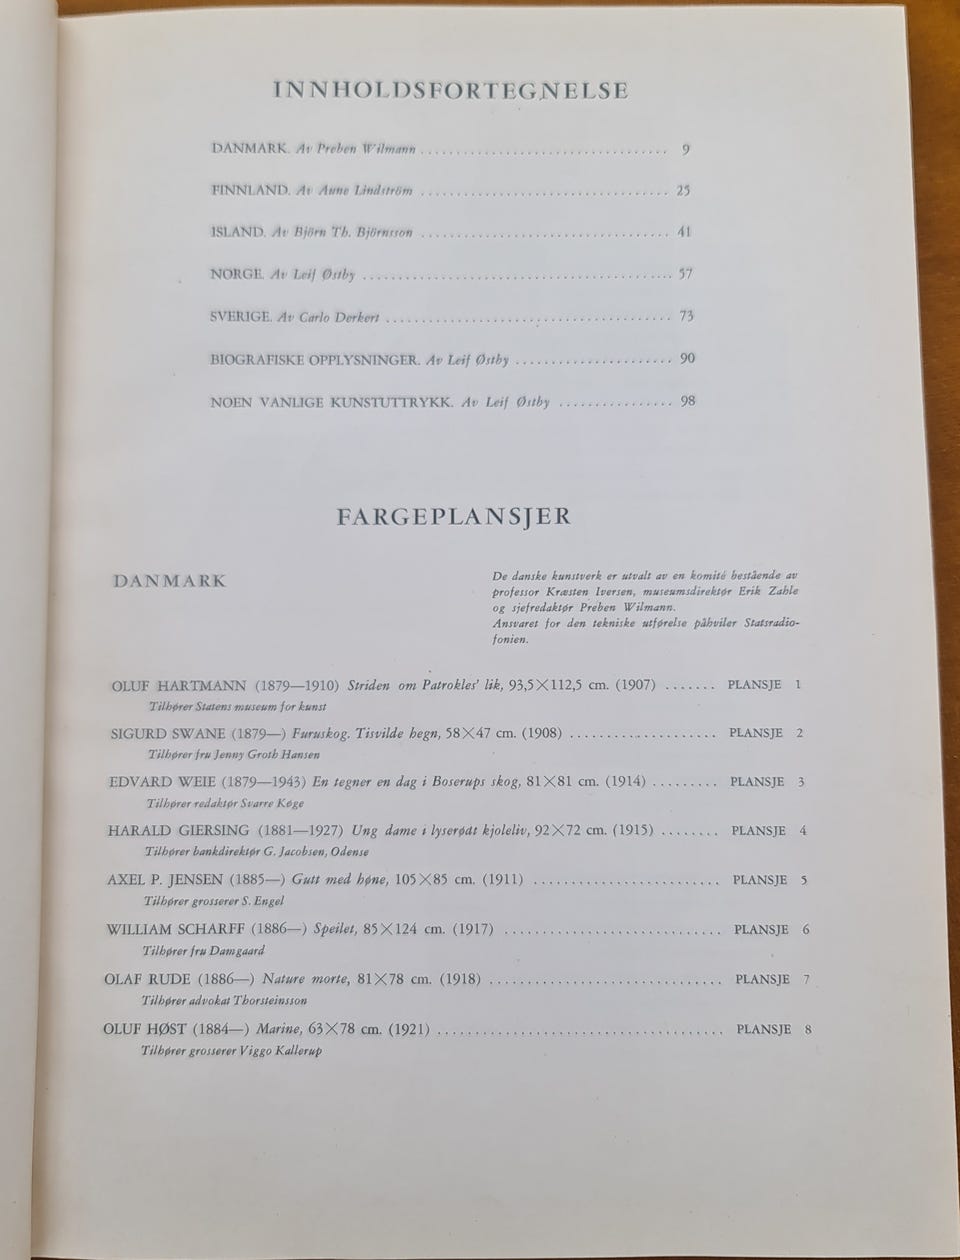 INNHOLDSFORTEGNELSE
DANMARK. Av Preben Wilmann ................................. 9
FINNLAND. Av Aune Lindström ................................. 25
ISLAND. Av Björn Th. Björnsson ................................. 41
NORGE. Av Leif Østby ......................................... 57
SVERIGE. Av Carlo Derkert ...................................... 73
BIOGRAFISKE OPPLYSNINGER. Av Leif Østby ..................... 90
NOEN VANLIGE KUNSTUTTRYKK. Av Leif Østby ................ 98
FARGEPLANSJER
DANMARK
De danske kunstverk er utvalt av en komité bestående av
professor Kræsten Iversen, museumsdirektør Erik Zahle
og sjefredaktør Preben Wilmann.
Ansvaret for den tekniske utførelse påhviler Statsradio-
fonien.
OLUF HARTMANN (1879—1910) Striden om Patrokles' lik, 93,5×112,5 cm. (1907) ....... PLANSJE 1
Tilhører Statens museum for kunst
SIGURD SWANE (1879—) Furuskog. Tisvilde hegn, 58×47 cm. (1908) .................... PLANSJE 2
Tilhører fru Jenny Groth Hansen
EDVARD WEIE (1879—1943) En tegner en dag i Boserups skog, 81×81 cm. (1914) ......... PLANSJE 3
Tilhører redaktør Svarre Køge
HARALD GIERSING (1881—1927) Ung dame i lyserødt kjoleliv, 92×72 cm. (1915) ........ PLANSJE 4
Tilhører bankdirektør G. Jacobsen, Odense
AXEL P. JENSEN (1885—) Gutt med høne, 105×85 cm. (1911) ......................... PLANSJE 5
Tilhører grosserer S. Engel
WILLIAM SCHARFF (1886—) Speilet, 85×124 cm. (1917) ............................. PLANSJE 6
Tilhører fru Damgaard
OLAF RUDE (1886—) Nature morte, 81×78 cm. (1918) ............................... PLANSJE 7
Tilhører advokat Thorsteinsson
OLUF HØST (1884—) Marine, 63×78 cm. (1921) ..................................... PLANSJE 8
Tilhører grosserer Viggo Kallerup